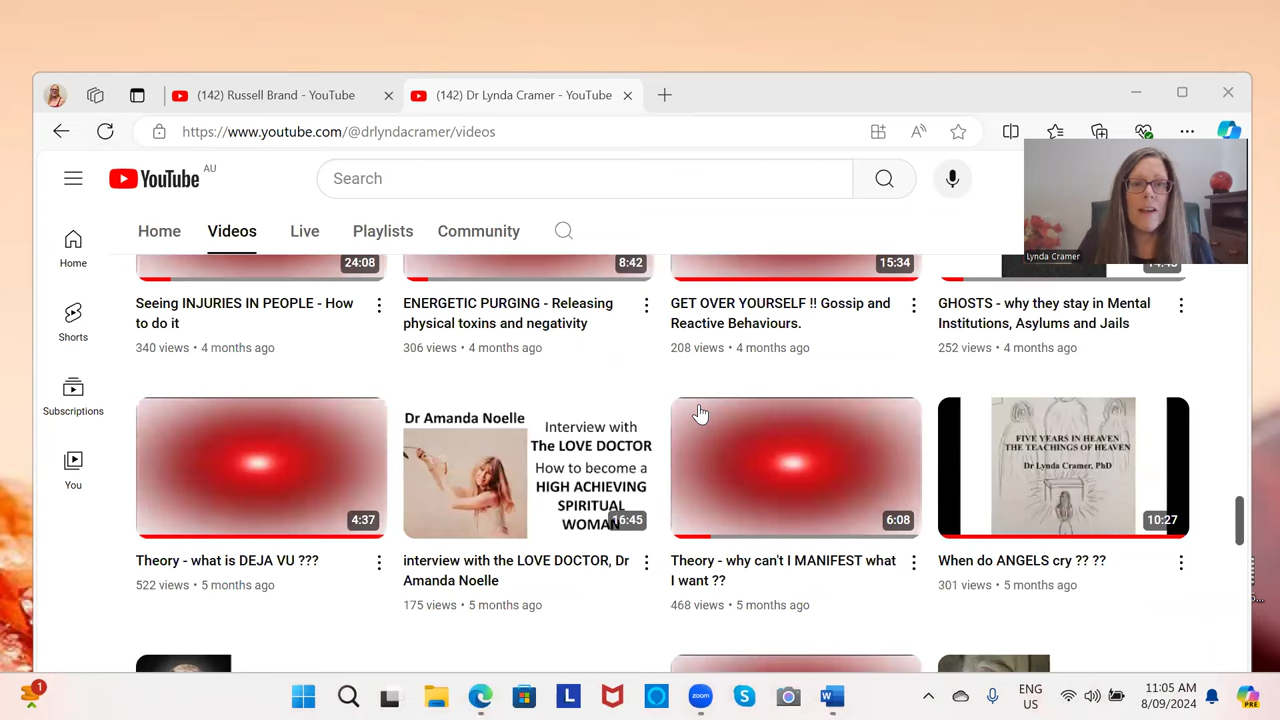 (142) Russell Brand - YouTube
(142) Dr Lynda Cramer - YouTube
https://www.youtube.com/@drlyndacramer/videos
YouTube AU
Search
Home
Videos
Live
Playlists
Community
Lynda Cramer
Home
Shorts
Subscriptions
You
24:08
8:42
15:34
Seeing INJURIES IN PEOPLE - How
to do it
340 views • 4 months ago
ENERGETIC PURGING - Releasing
physical toxins and negativity
306 views • 4 months ago
GET OVER YOURSELF !! Gossip and
Reactive Behaviours.
208 views • 4 months ago
GHOSTS - why they stay in Mental
Institutions, Asylums and Jails
252 views • 4 months ago
4:37
Dr Amanda Noelle
Interview with
The LOVE DOCTOR
How to become a
HIGH ACHIEVING
SPIRITUAL
WOMAN
16:45
6:08
FIVE YEARS IN HEAVEN
THE TEACHINGS OF HEAVEN
Dr Lynda Cramer, PhD
10:27
Theory - what is DEJA VU ???
522 views • 5 months ago
interview with the LOVE DOCTOR, Dr
Amanda Noelle
175 views • 5 months ago
Theory - why can't I MANIFEST what
I want ??
468 views • 5 months ago
When do ANGELS cry ?? ??
301 views • 5 months ago
1
L
zoom
W
ENG
US
11:05 AM
8/09/2024
PRE